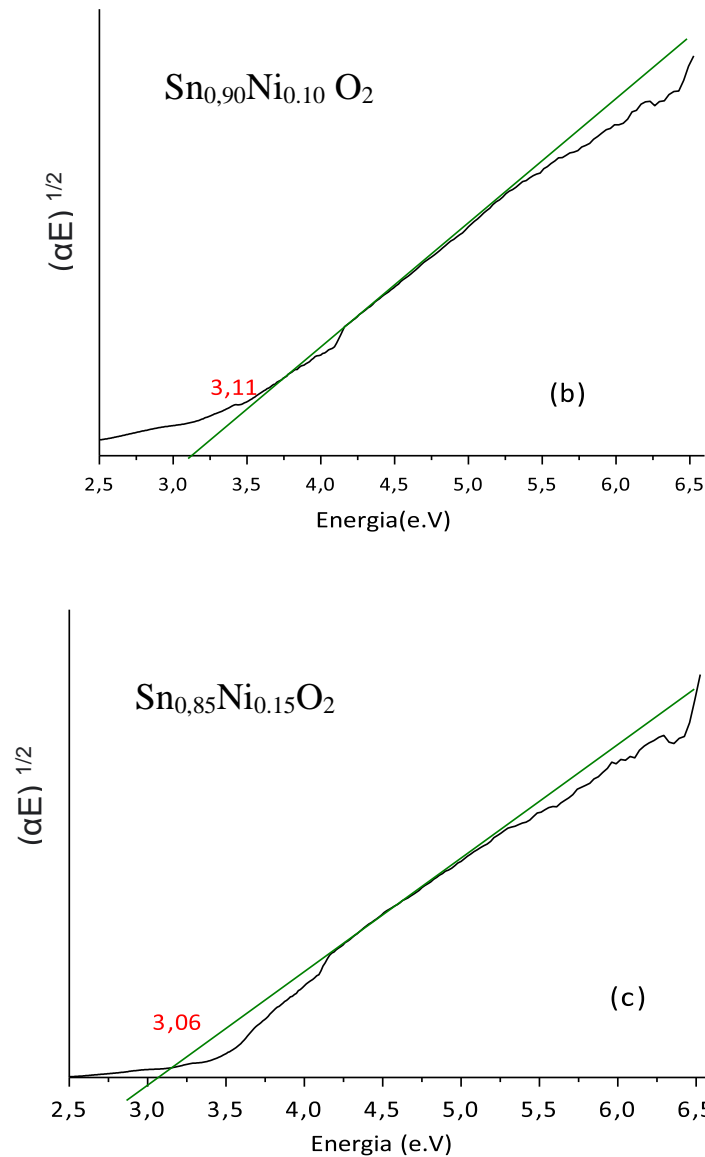 Sn0,90Ni0.10 O2
(αE) 1/2
3,11
(b)
2,5 3,0 3,5 4,0 4,5 5,0 5,5 6,0 6,5
Energia(e.V)
Sn0,85Ni0.15O2
(αE) 1/2
(c)
3,06
2,5 3,0 3,5 4,0 4,5 5,0 5,5 6,0 6,5
Energia (e.V)